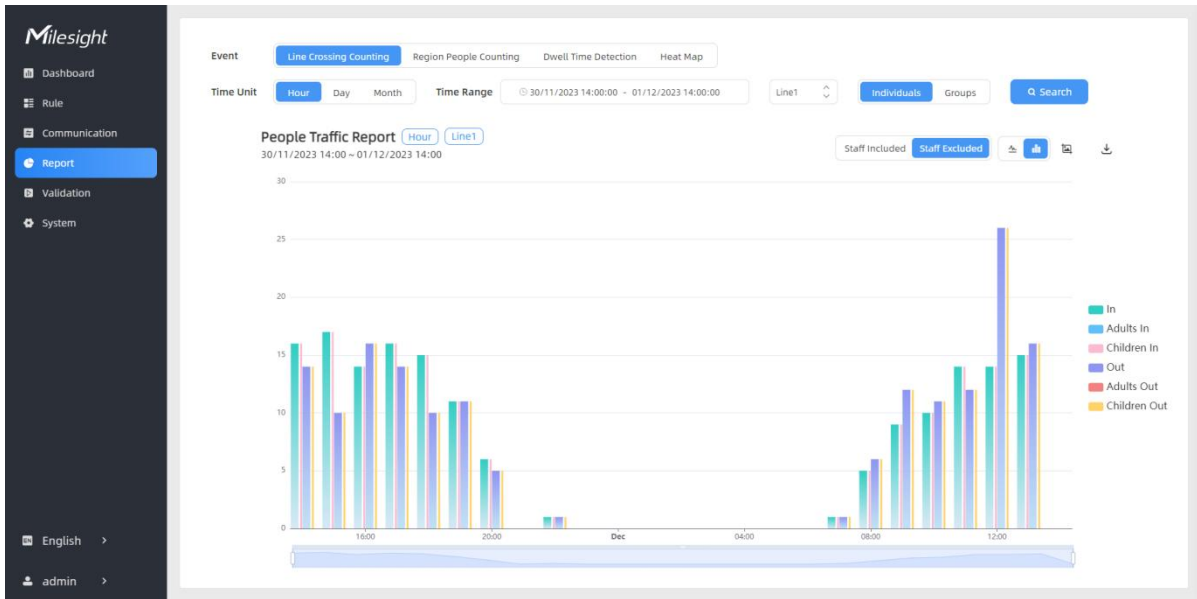 Milesight
Dashboard
Rule
Communication
Report
Validation
System
EN English >
admin >
Event Line Crossing Counting Region People Counting Dwell Time Detection Heat Map
Time Unit Hour Day Month Time Range 30/11/2023 14:00:00 - 01/12/2023 14:00:00 Line1 Individuals Groups Search
People Traffic Report Hour Line1
30/11/2023 14:00 ~ 01/12/2023 14:00
Staff Included Staff Excluded
30
25
20
15
10
5
0
16:00 20:00 Dec 04:00 08:00 12:00
In
Adults In
Children In
Out
Adults Out
Children Out